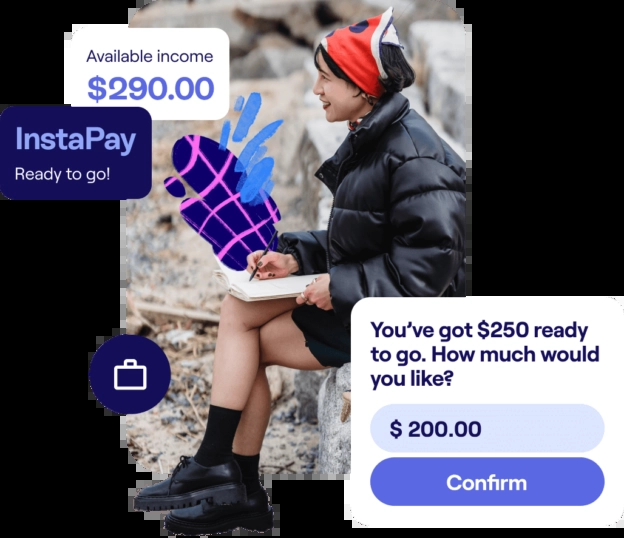 Available income
$290.00
InstaPay
Ready to go!
You’ve got $250 ready
to go. How much would
you like?
$ 200.00
Confirm